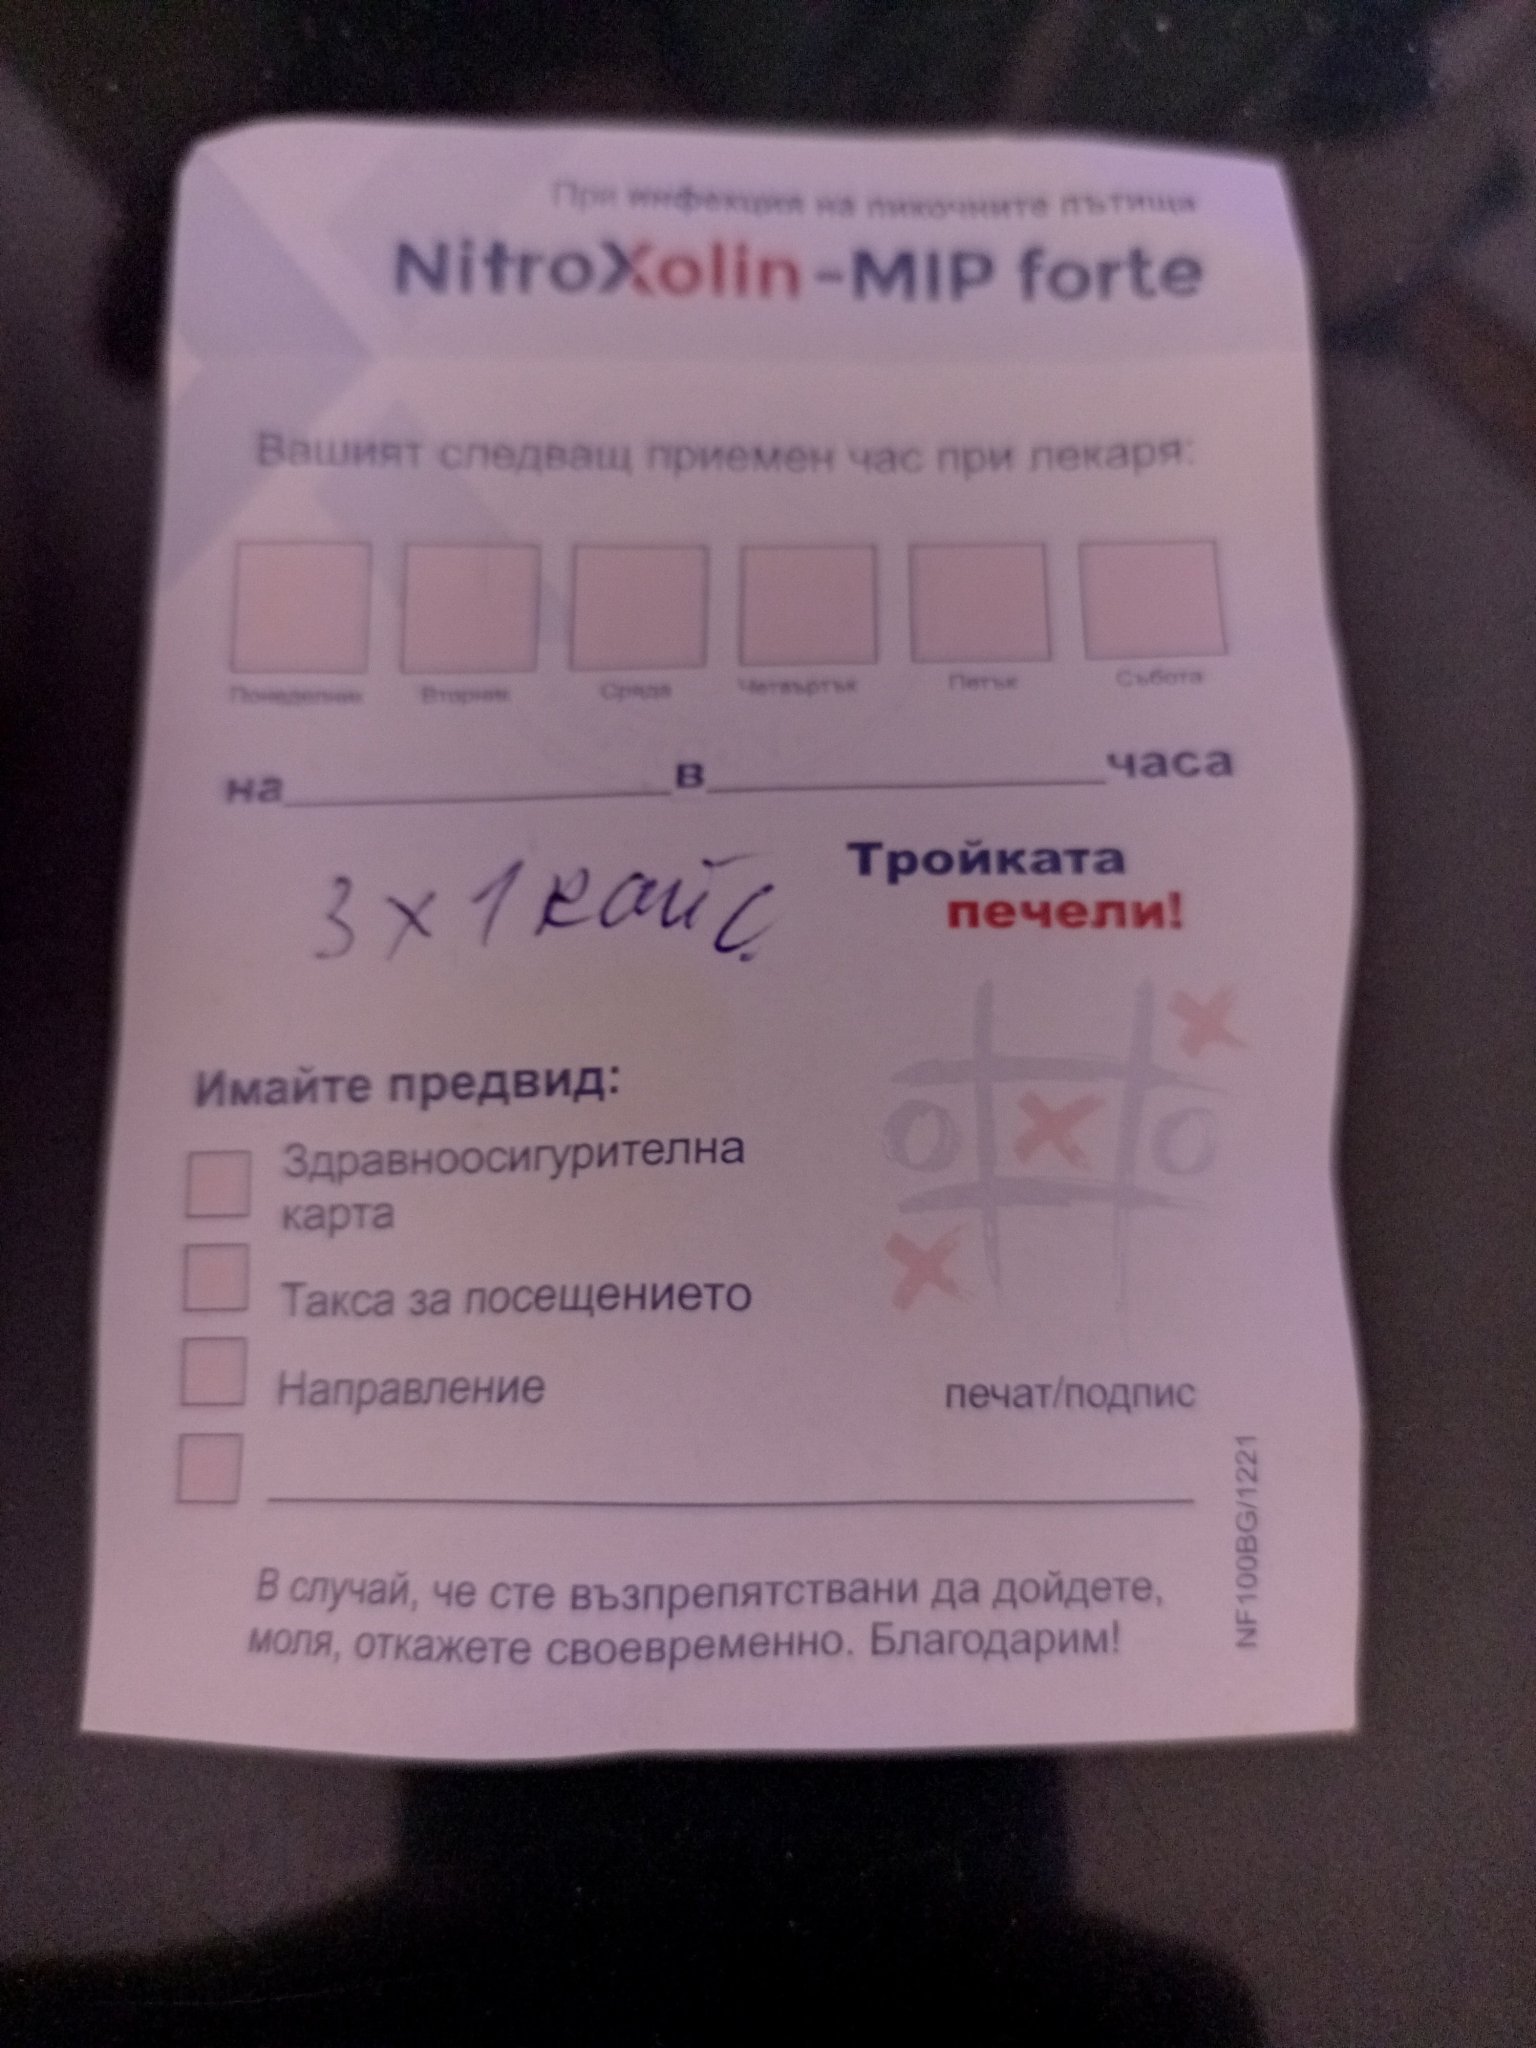 При инфекция на пикочните пътища
NitroXolin-MIP forte
Вашият следващ приемен час при лекаря:
Понеделник Вторник Сряда Четвъртък Петък Събота
на в часа
3 x 1 капс.
Тройката
печели!
Имайте предвид:
Здравноосигурителна
карта
Такса за посещението
Направление
печат/подпис
NF100BG/1221
В случай, че сте възпрепятствани да дойдете,
моля, откажете своевременно. Благодарим!